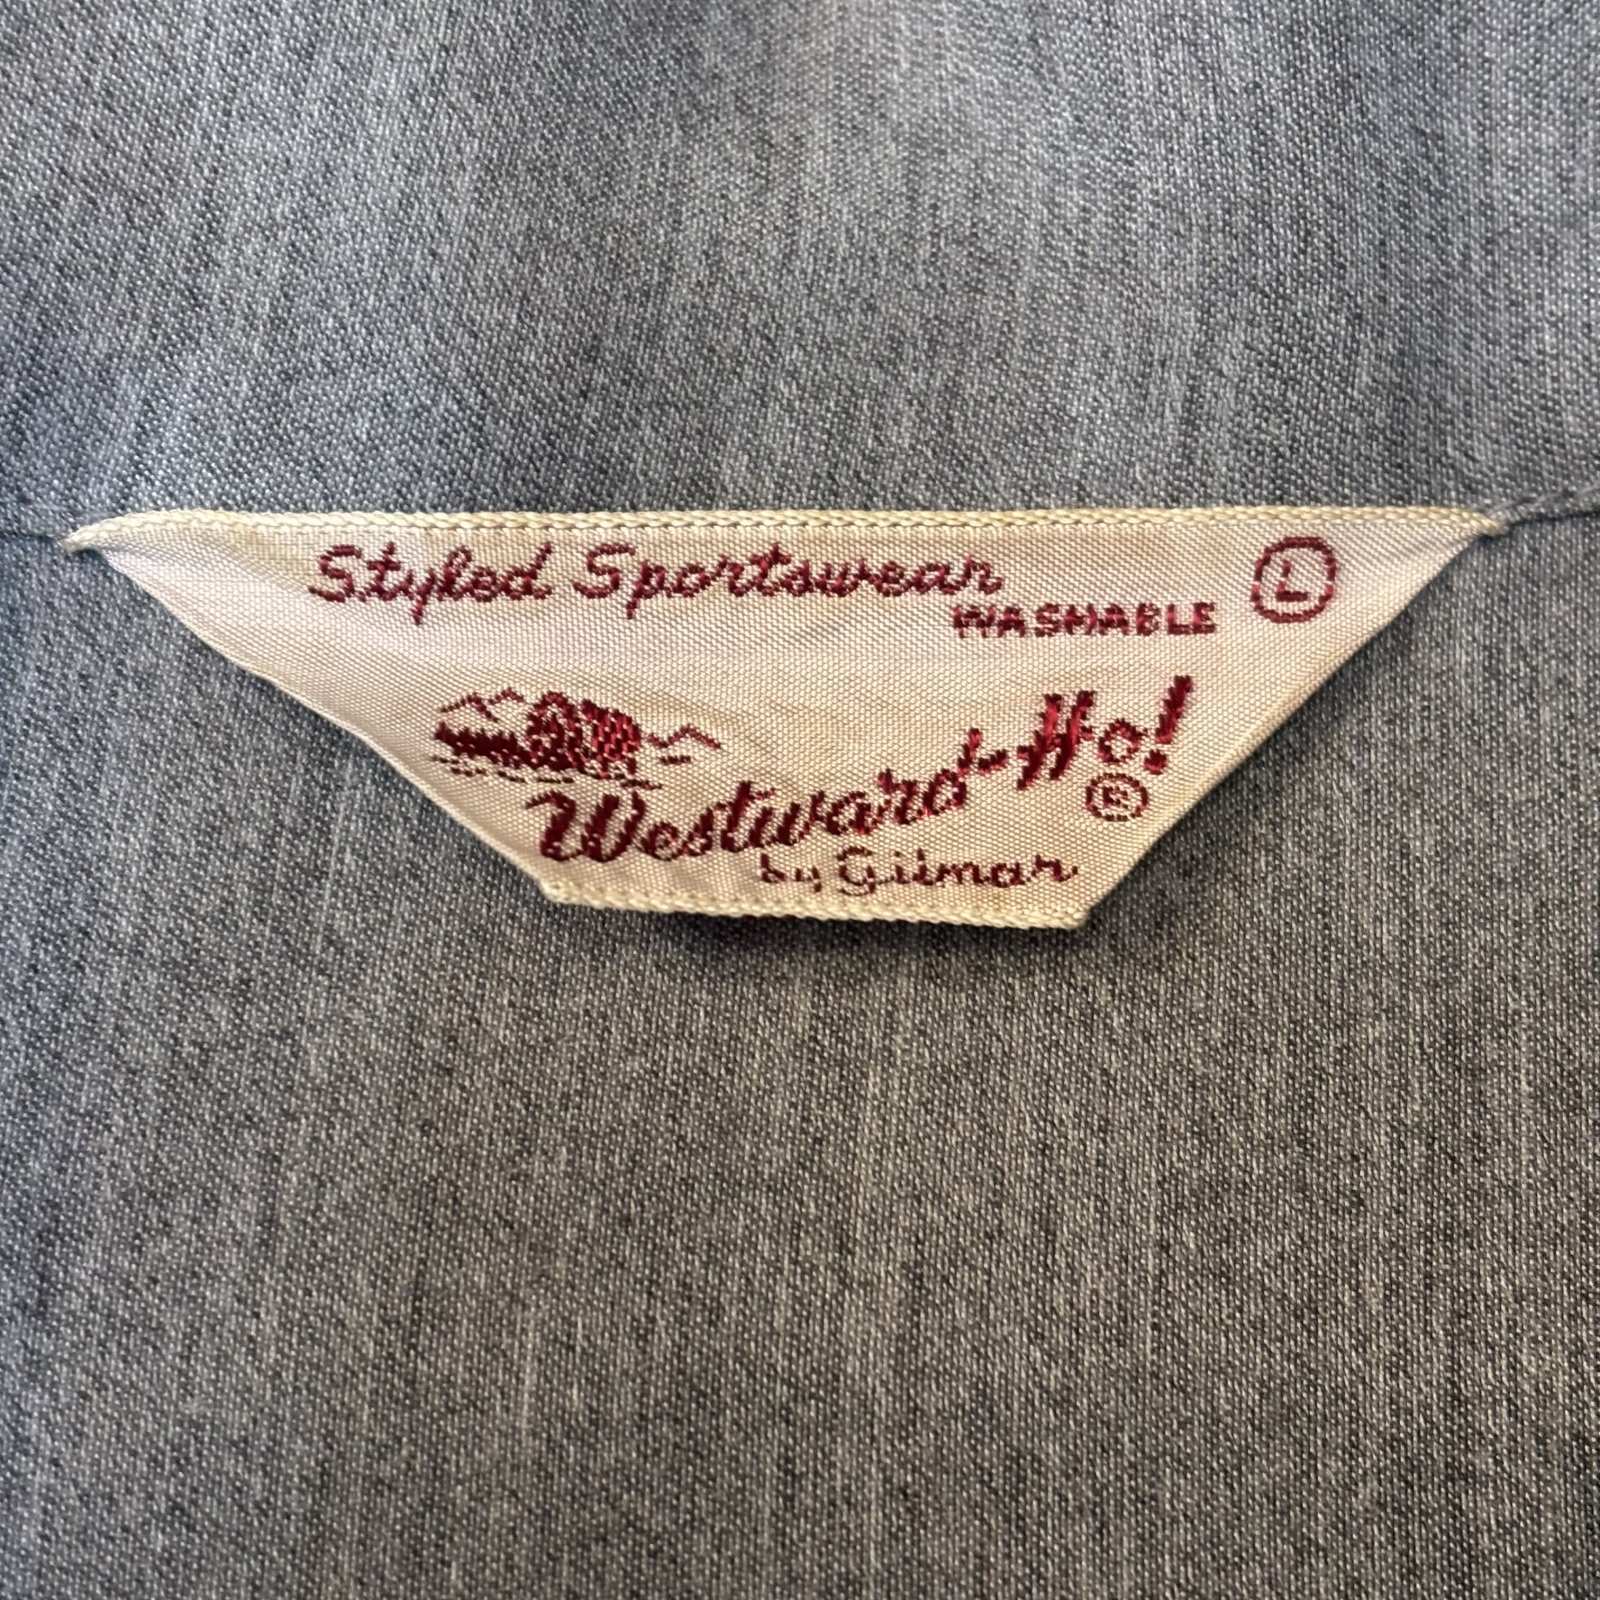 Styled Sportswear
WASHABLE
L
Westward-Ho!
®
by Gilmar